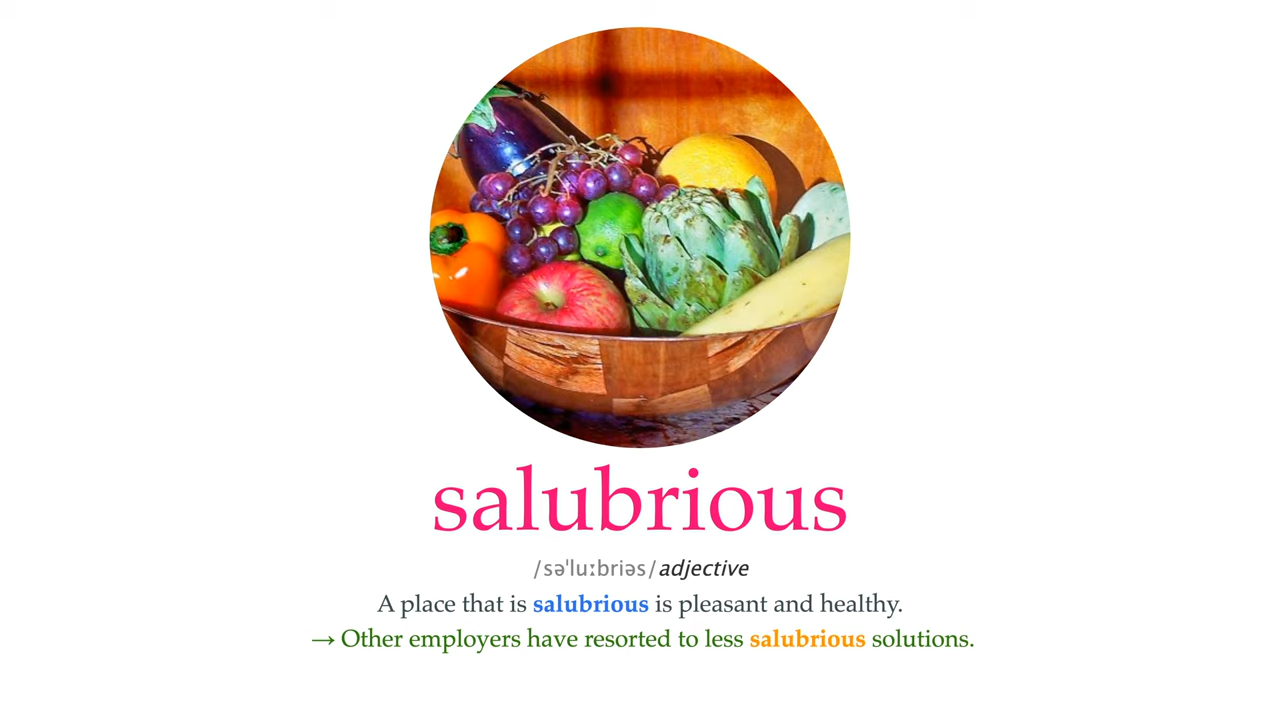 salubrious
/səˈluːbriəs/adjective
A place that is salubrious is pleasant and healthy.
→ Other employers have resorted to less salubrious solutions.